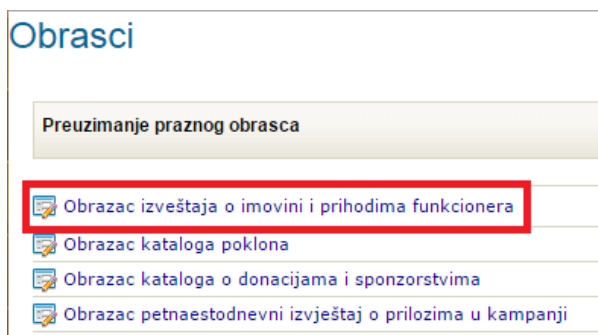 Obrasci
Preuzimanje praznog obrasca
Obrazac izveštaja o imovini i prihodima funkcionera
Obrazac kataloga poklona
Obrazac kataloga o donacijama i sponzorstvima
Obrazac petnaestodnevni izvještaj o prilozima u kampanji